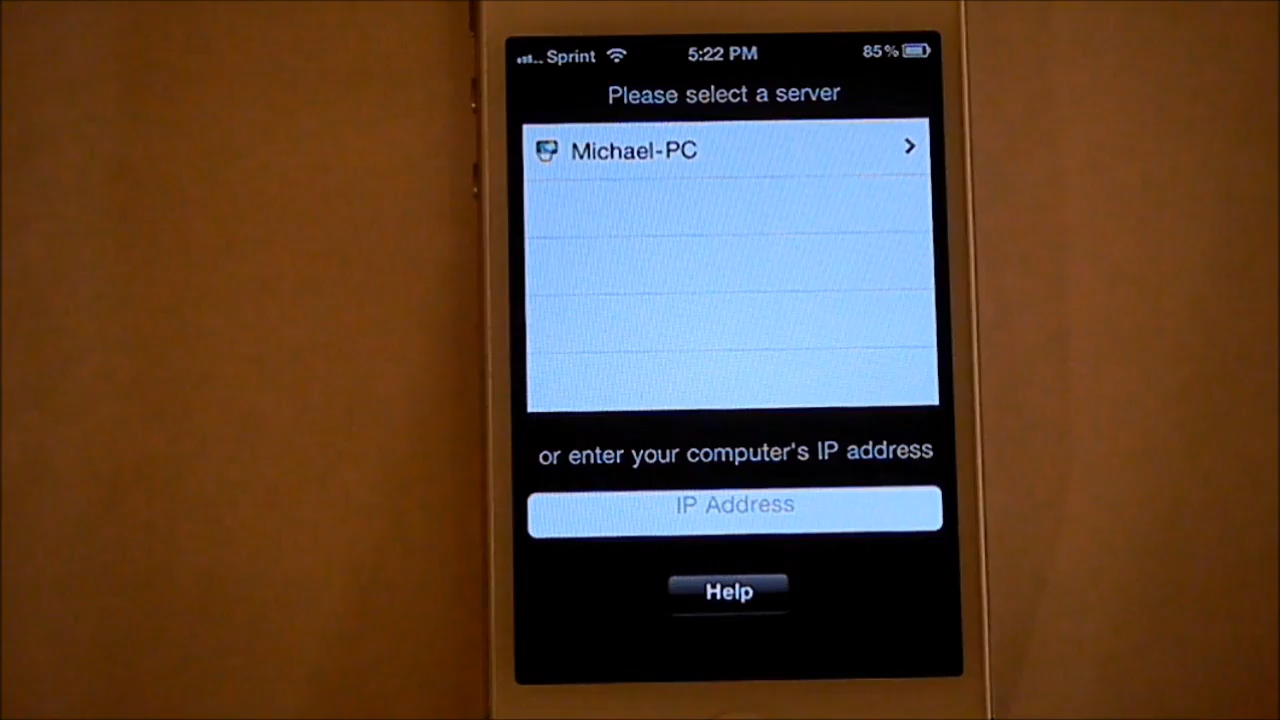 Sprint 5:22 PM 85%
Please select a server
Michael-PC
or enter your computer's IP address
IP Address
Help